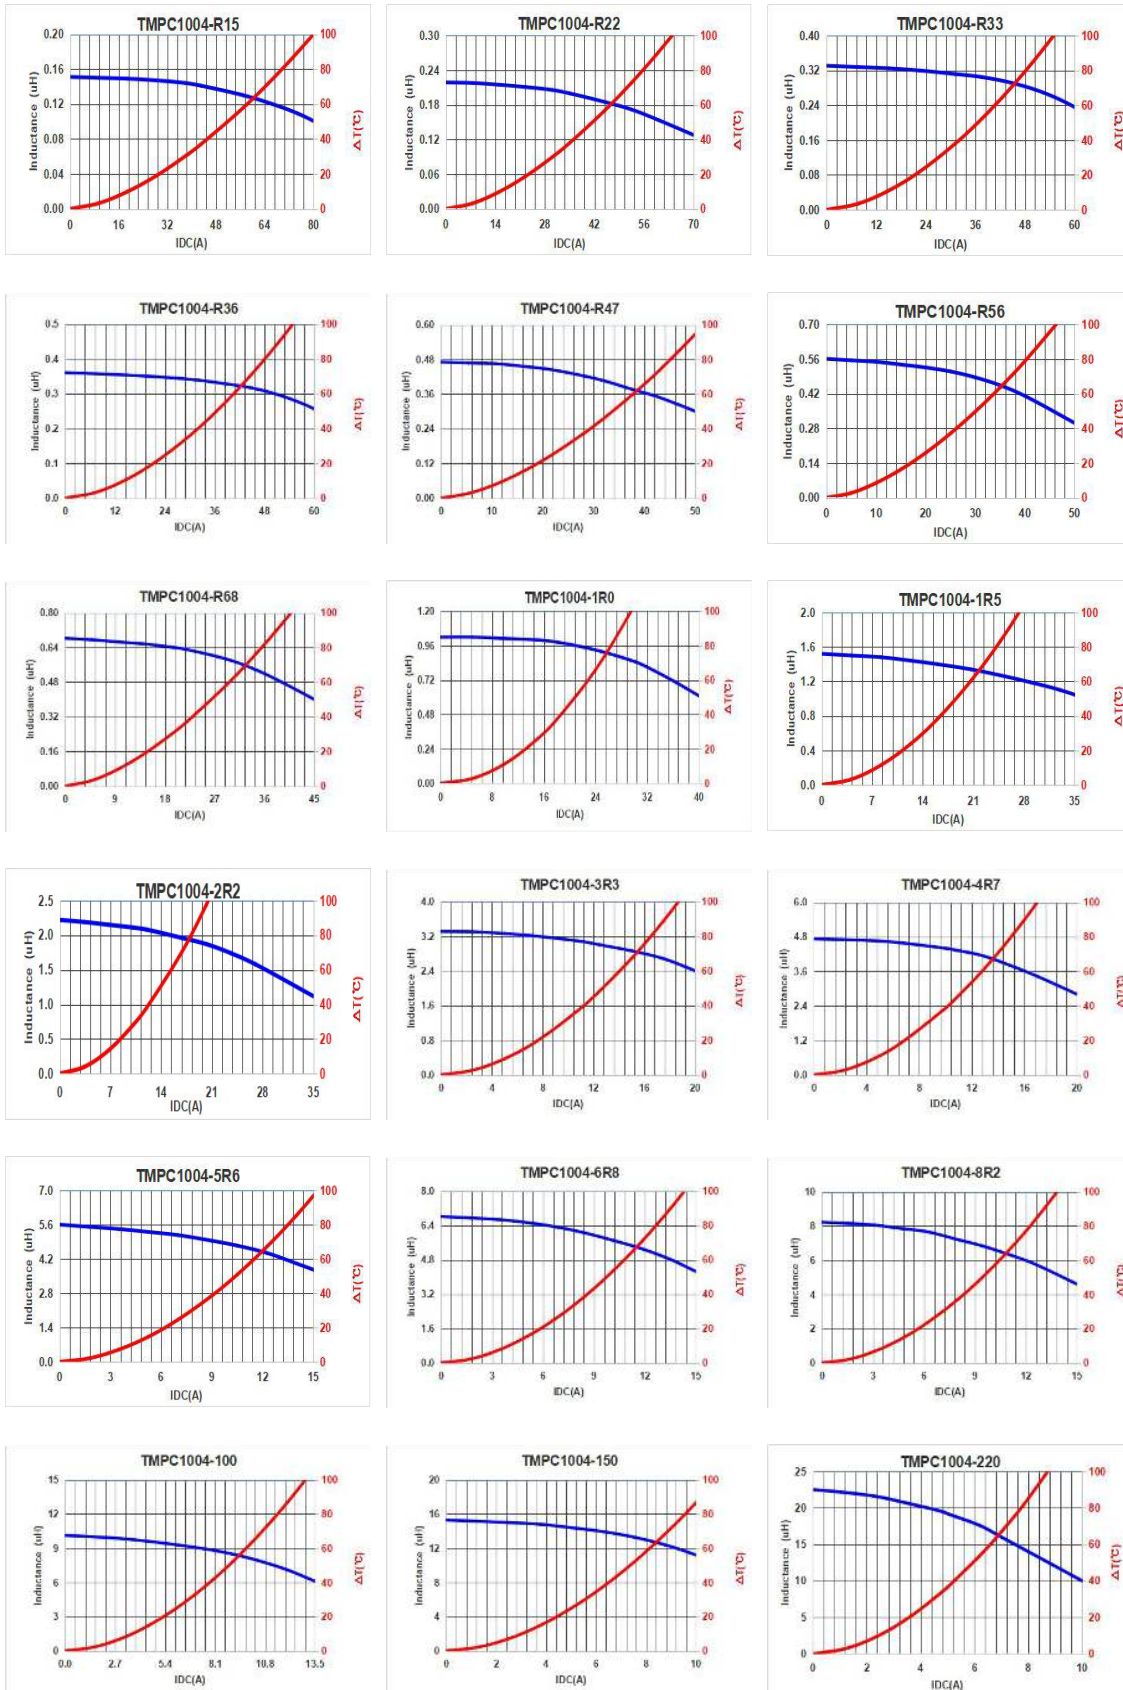 TMPC1004-R15
0.20
0.16
0.12
0.08
0.04
0.00
Inductance (uH)
100
80
60
40
20
0
△T(℃)
0 16 32 48 64 80
IDC(A)
TMPC1004-R22
0.30
0.24
0.18
0.12
0.06
0.00
Inductance (uH)
100
80
60
40
20
0
△T(℃)
0 14 28 42 56 70
IDC(A)
TMPC1004-R33
0.40
0.32
0.24
0.16
0.08
0.00
Inductance (uH)
100
80
60
40
20
0
△T(℃)
0 12 24 36 48 60
IDC(A)
TMPC1004-R36
0.5
0.4
0.3
0.2
0.1
0.0
Inductance (uH)
100
80
60
40
20
0
△T(℃)
0 12 24 36 48 60
IDC(A)
TMPC1004-R47
0.60
0.48
0.36
0.24
0.12
0.00
Inductance (uH)
100
80
60
40
20
0
△T(℃)
0 10 20 30 40 50
IDC(A)
TMPC1004-R56
0.70
0.56
0.42
0.28
0.14
0.00
Inductance (uH)
100
80
60
40
20
0
△T(℃)
0 10 20 30 40 50
IDC(A)
TMPC1004-R68
0.80
0.64
0.48
0.32
0.16
0.00
Inductance (uH)
100
80
60
40
20
0
△T(℃)
0 9 18 27 36 45
IDC(A)
TMPC1004-1R0
1.20
0.96
0.72
0.48
0.24
0.00
Inductance (uH)
100
80
60
40
20
0
△T(℃)
0 8 16 24 32 40
IDC(A)
TMPC1004-1R5
2.0
1.6
1.2
0.8
0.4
0.0
Inductance (uH)
100
80
60
40
20
0
△T(℃)
0 7 14 21 28 35
IDC(A)
TMPC1004-2R2
2.5
2.0
1.5
1.0
0.5
0.0
Inductance (uH)
100
80
60
40
20
0
△T(℃)
0 7 14 21 28 35
IDC(A)
TMPC1004-3R3
4.0
3.2
2.4
1.6
0.8
0.0
Inductance (uH)
100
80
60
40
20
0
△T(℃)
0 4 8 12 16 20
IDC(A)
TMPC1004-4R7
6.0
4.8
3.6
2.4
1.2
0.0
Inductance (uH)
100
80
60
40
20
0
△T(℃)
0 4 8 12 16 20
IDC(A)
TMPC1004-5R6
7.0
5.6
4.2
2.8
1.4
0.0
Inductance (uH)
100
80
60
40
20
0
△T(℃)
0 3 6 9 12 15
IDC(A)
TMPC1004-6R8
8.0
6.4
4.8
3.2
1.6
0.0
Inductance (uH)
100
80
60
40
20
0
△T(℃)
0 3 6 9 12 15
IDC(A)
TMPC1004-8R2
10
8
6
4
2
0
Inductance (uH)
100
80
60
40
20
0
△T(℃)
0 3 6 9 12 15
IDC(A)
TMPC1004-100
15
12
9
6
3
0
Inductance (uH)
100
80
60
40
20
0
△T(℃)
0.0 2.7 5.4 8.1 10.8 13.5
IDC(A)
TMPC1004-150
20
16
12
8
4
0
Inductance (uH)
100
80
60
40
20
0
△T(℃)
0 2 4 6 8 10
IDC(A)
TMPC1004-220
25
20
15
10
5
0
Inductance (uH)
100
80
60
40
20
0
△T(℃)
0 2 4 6 8 10
IDC(A)